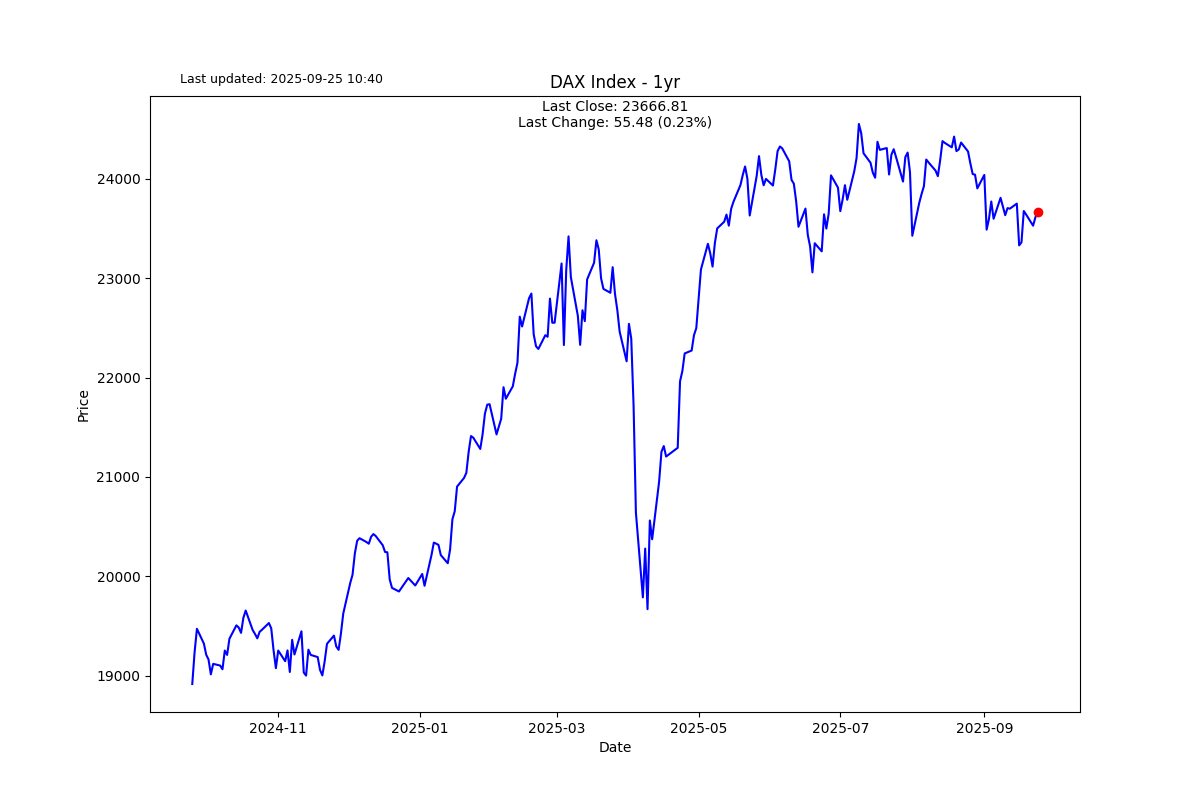 Last updated: 2025-09-25 10:40
DAX Index - 1yr
Last Close: 23666.81
Last Change: 55.48 (0.23%)
24000
23000
22000
21000
20000
19000
Price
2024-11
2025-01
2025-03
2025-05
2025-07
2025-09
Date